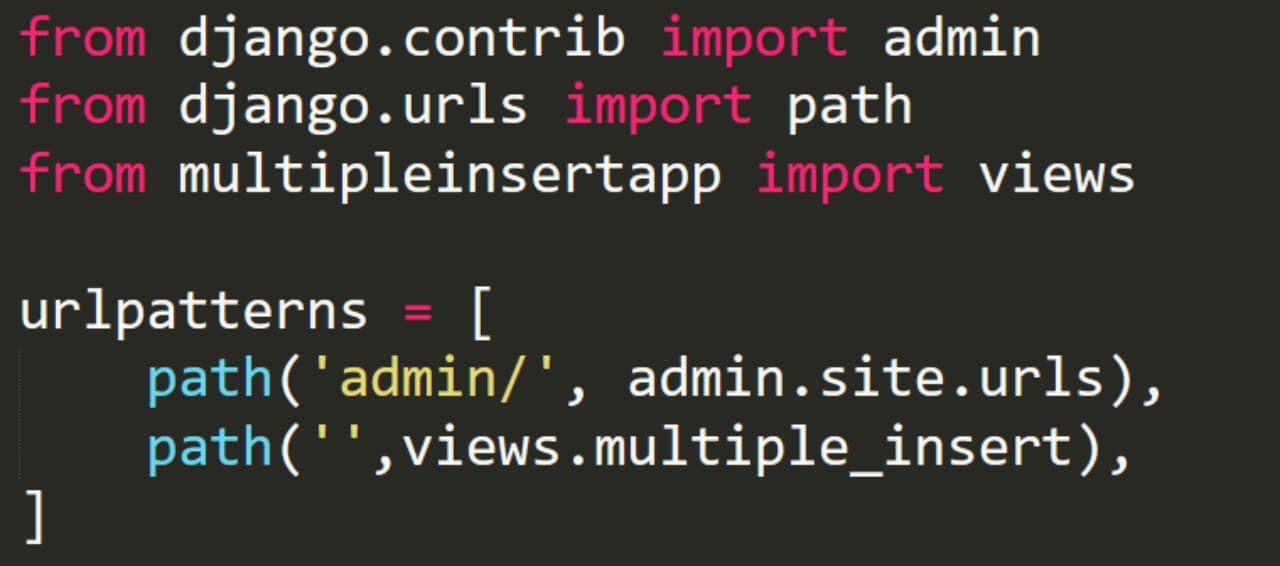 from django.contrib import admin
from django.urls import path
from multipleinsertapp import views

urlpatterns = [
    path('admin/', admin.site.urls),
    path('',views.multiple_insert),
]